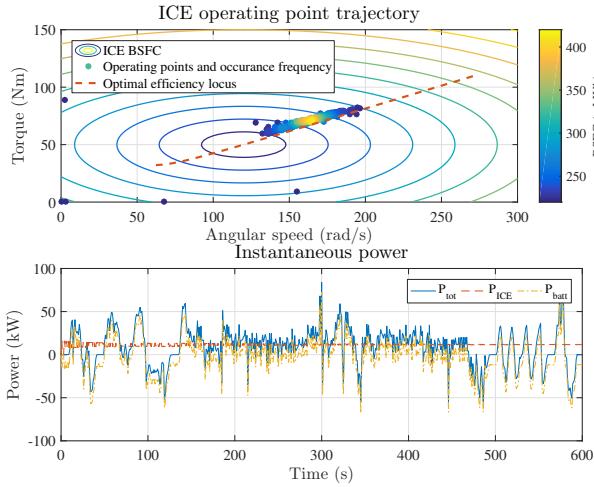 ICE operating point trajectory
150
100
50
0
Torque (Nm)
ICE BSFC
Operating points and occurance frequency
Optimal efficiency locus
0 50 100 150 200 250 300
Angular speed (rad/s)
400
350
300
250
Instantaneous power
100
50
0
-50
-100
Power (kW)
P_tot P_ICE P_batt
0 100 200 300 400 500 600
Time (s)